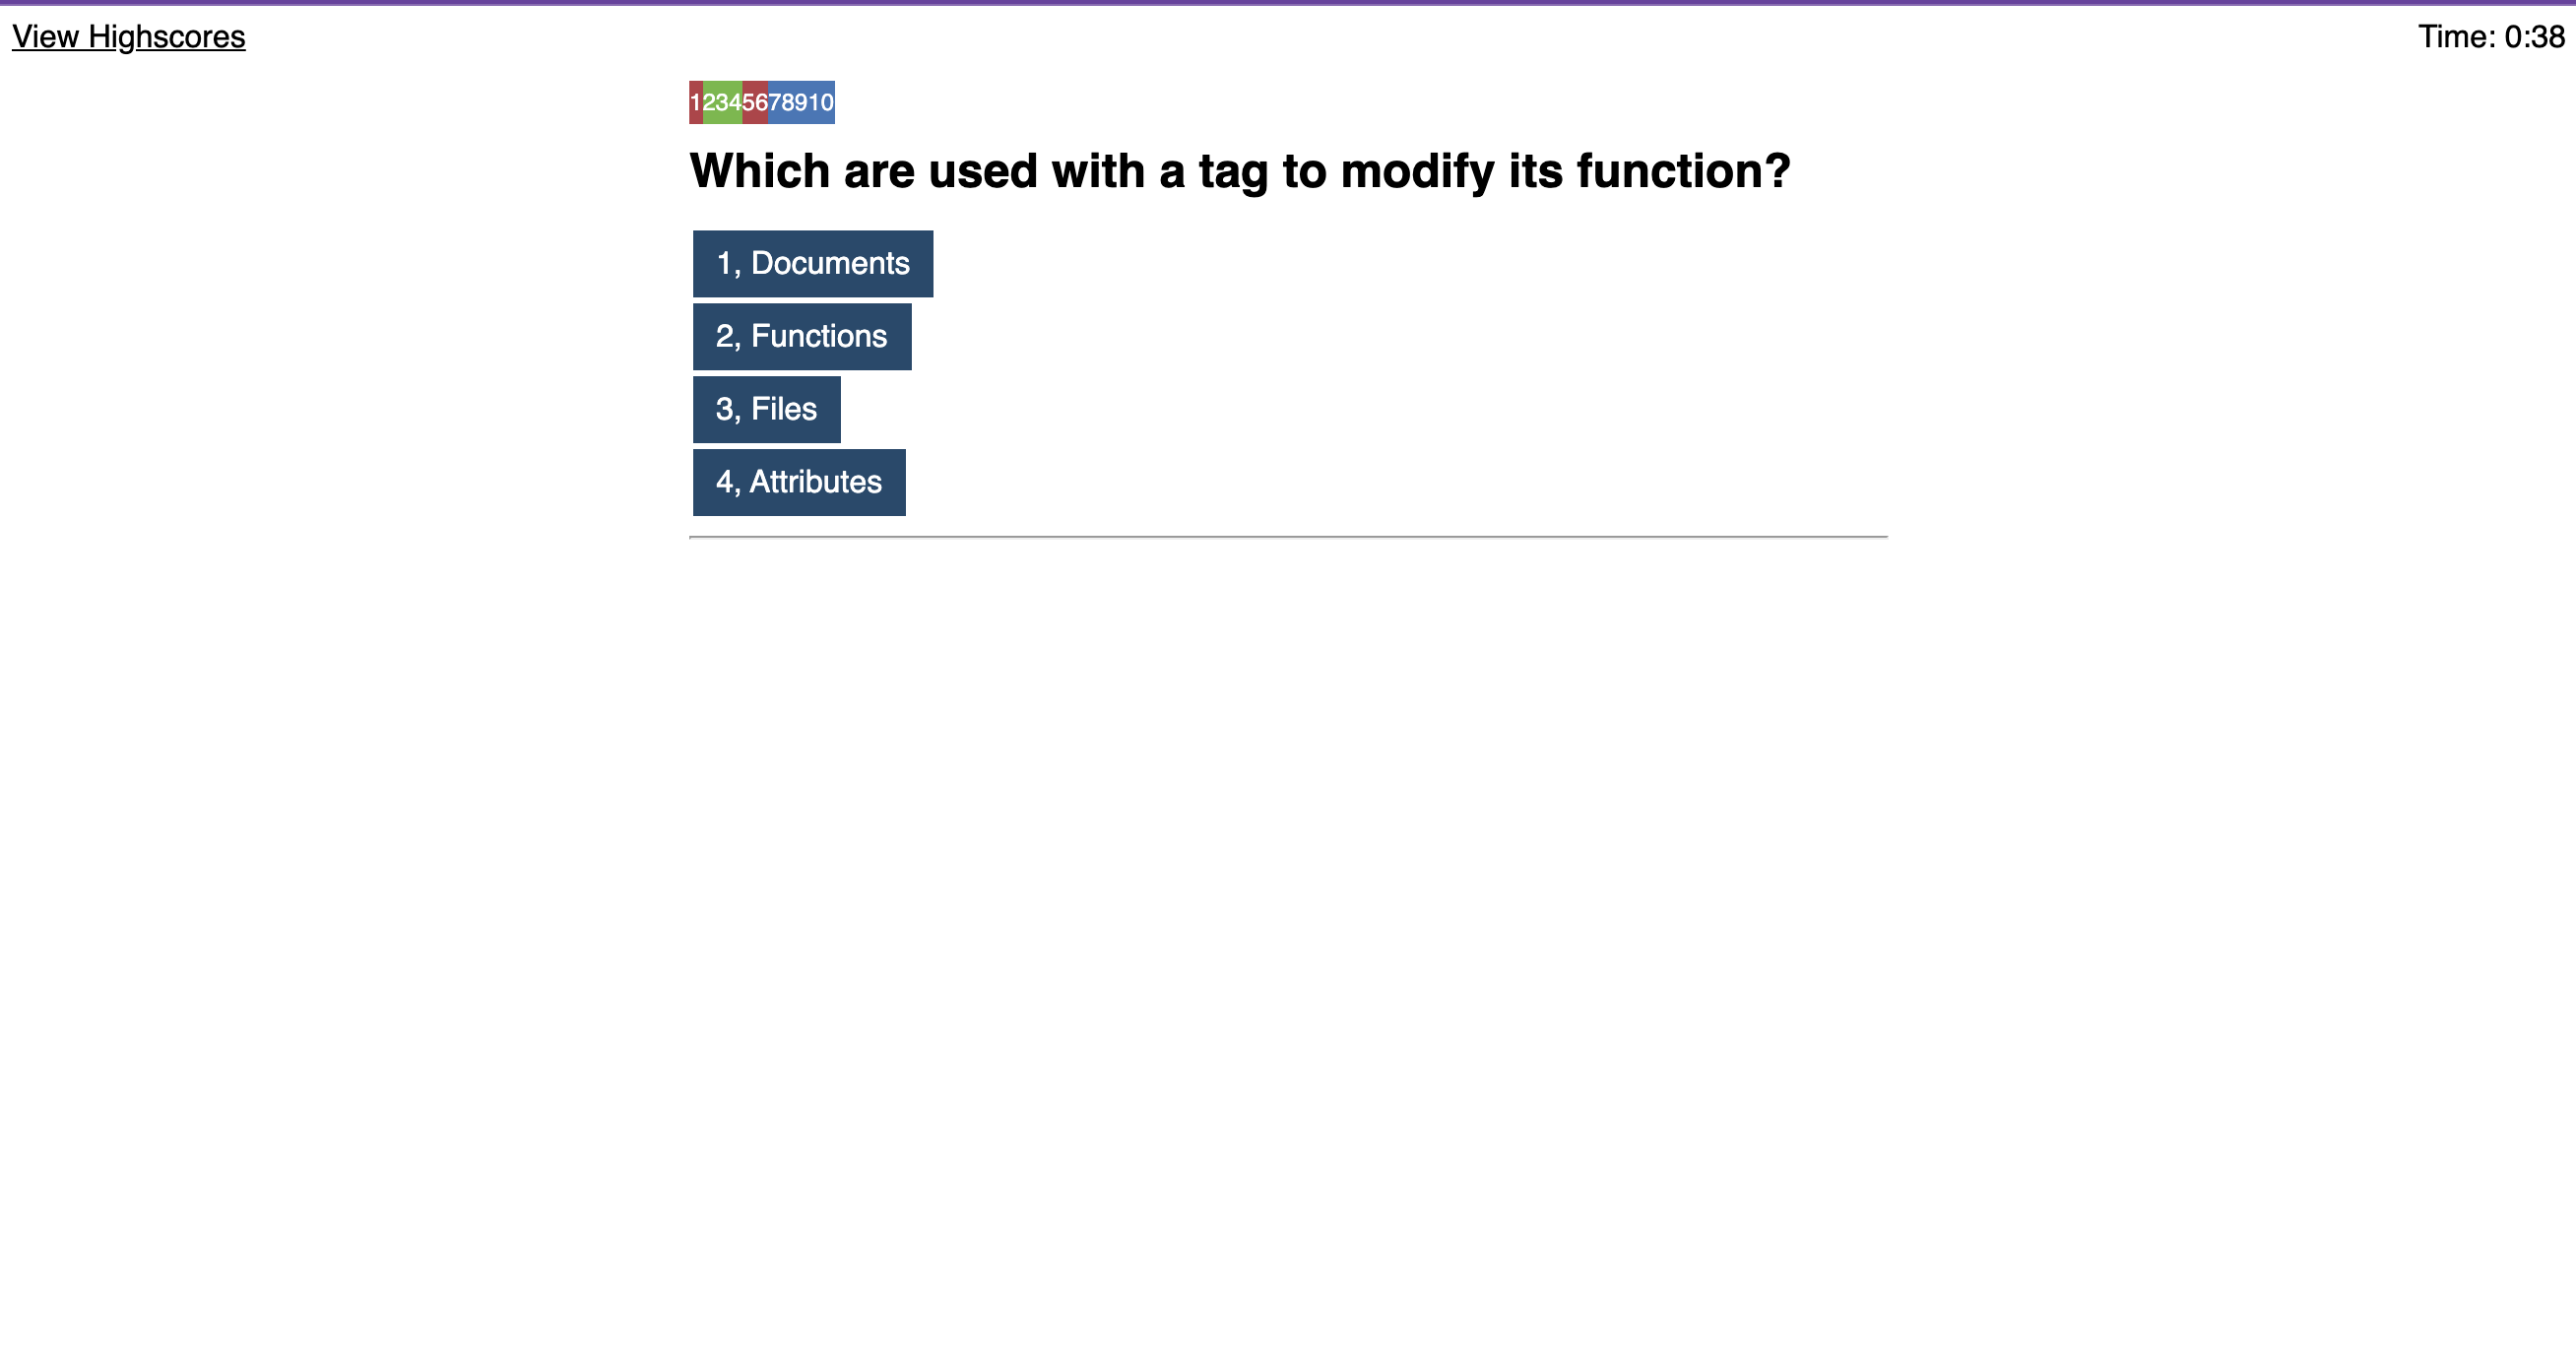 View Highscores
Time: 0:38
12345678910
Which are used with a tag to modify its function?
1, Documents
2, Functions
3, Files
4, Attributes